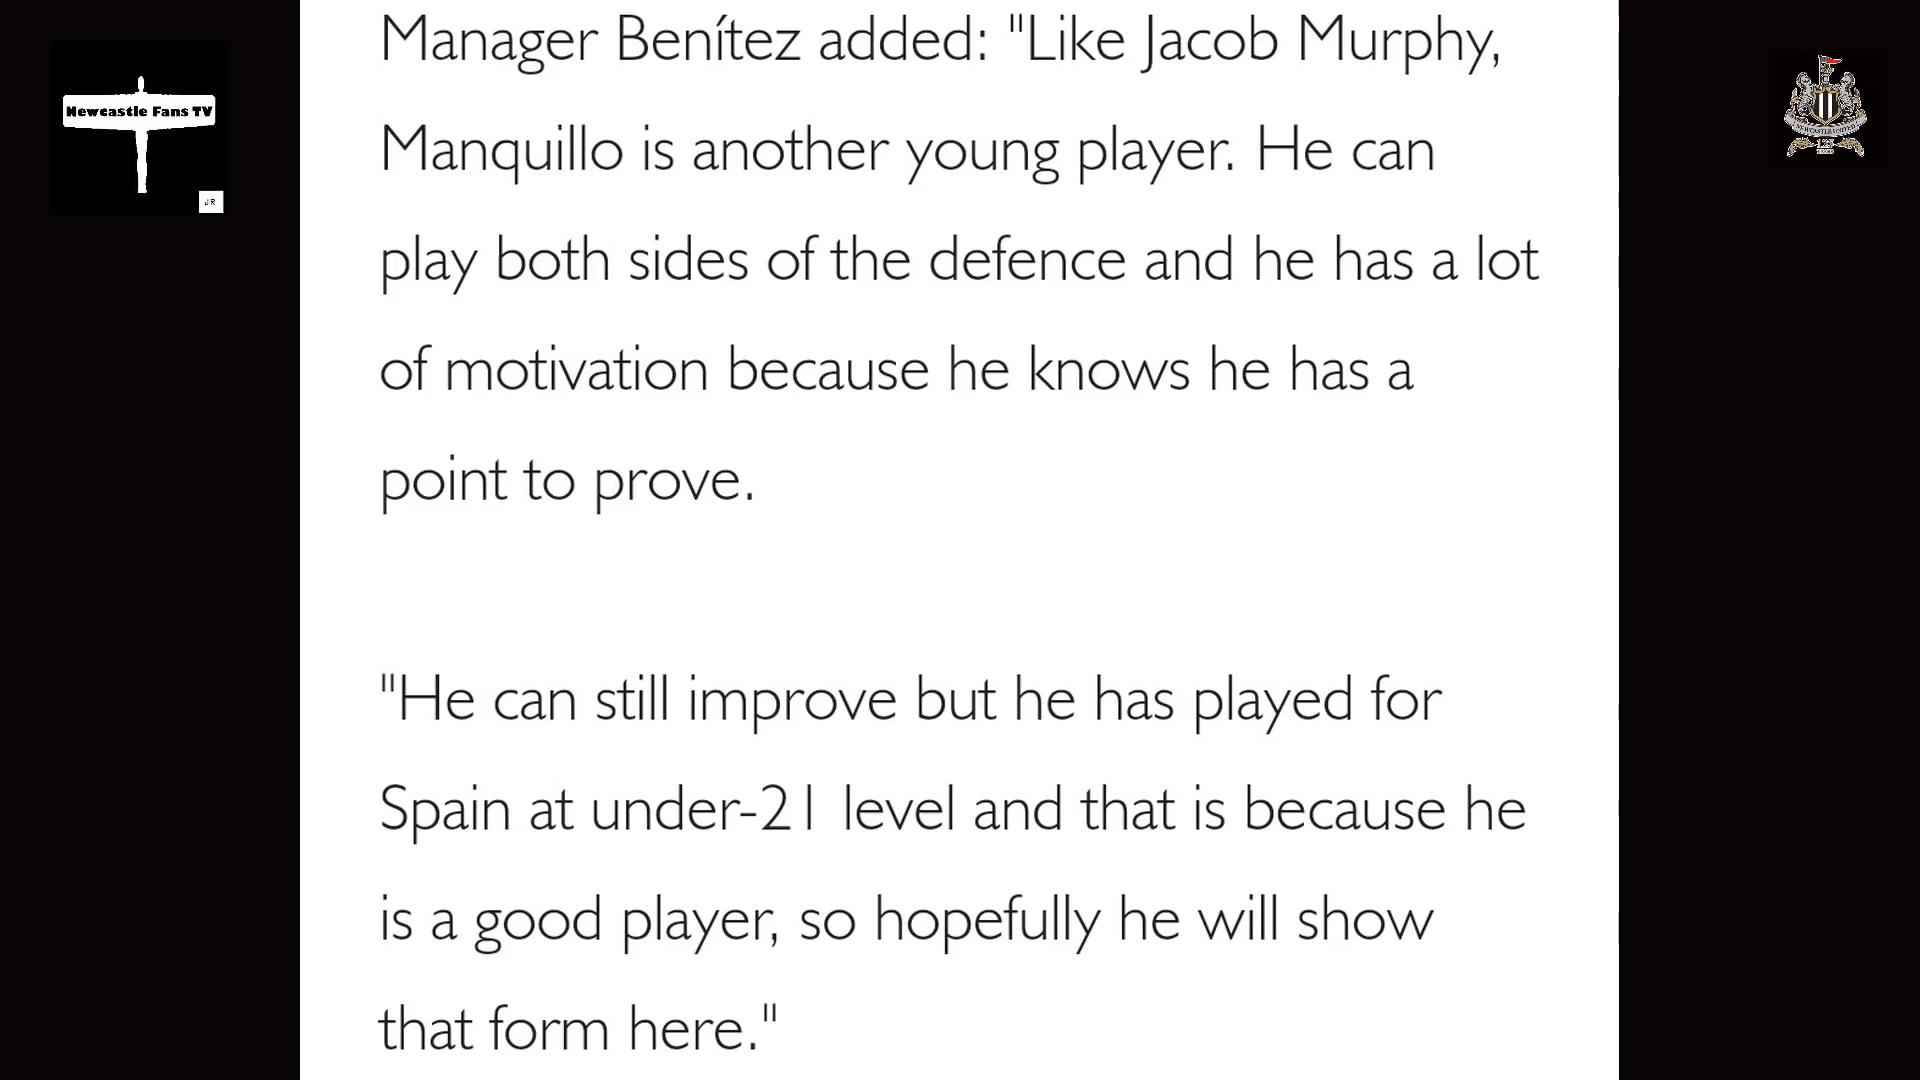 Manager Benítez added: "Like Jacob Murphy,
Manquillo is another young player. He can
play both sides of the defence and he has a lot
of motivation because he knows he has a
point to prove.
"He can still improve but he has played for
Spain at under-21 level and that is because he
is a good player, so hopefully he will show
that form here."
Newcastle Fans TV
JR
NEWCASTLE UNITED